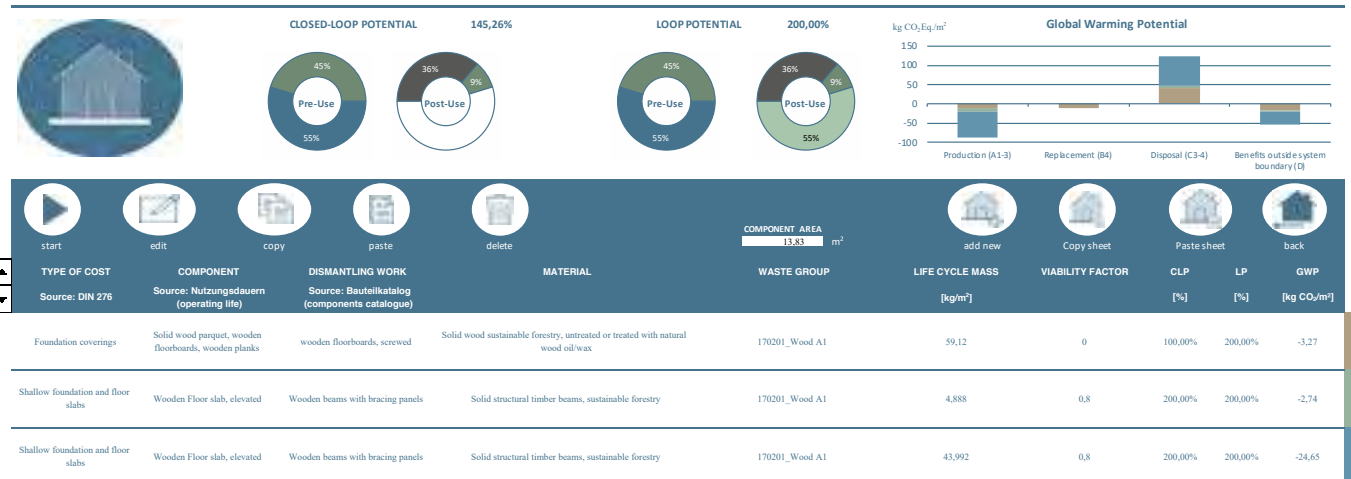 CLOSED-LOOP POTENTIAL 145,26%
45%
Pre-Use
55%
36%
9%
Post-Use
LOOP POTENTIAL 200,00%
45%
Pre-Use
55%
36%
9%
Post-Use
55%
kg CO₂Eq./m² Global Warming Potential
150
100
50
0
-50
-100
Production (A1-3) Replacement (B4) Disposal (C3-4) Benefits outside system
boundary (D)
start edit copy paste delete
COMPONENT AREA
13,83 m²
add new Copy sheet Paste sheet back
TYPE OF COST COMPONENT DISMANTLING WORK MATERIAL WASTE GROUP LIFE CYCLE MASS VIABILITY FACTOR CLP LP GWP
Source: DIN 276 Source: Nutzungsdauern (operating life) Source: Bauteilkatalog (components catalogue) [kg/m²] [%] [%] [kg CO₂/m²]
Foundation coverings Solid wood parquet, wooden floorboards, wooden planks wooden floorboards, screwed Solid wood sustainable forestry, untreated or treated with natural wood oil/wax 170201_Wood A1 59,12 0 100,00% 200,00% -3,27
Shallow foundation and floor slabs Wooden Floor slab, elevated Wooden beams with bracing panels Solid structural timber beams, sustainable forestry 170201_Wood A1 4,888 0,8 200,00% 200,00% -2,74
Shallow foundation and floor slabs Wooden Floor slab, elevated Wooden beams with bracing panels Solid structural timber beams, sustainable forestry 170201_Wood A1 43,992 0,8 200,00% 200,00% -24,65